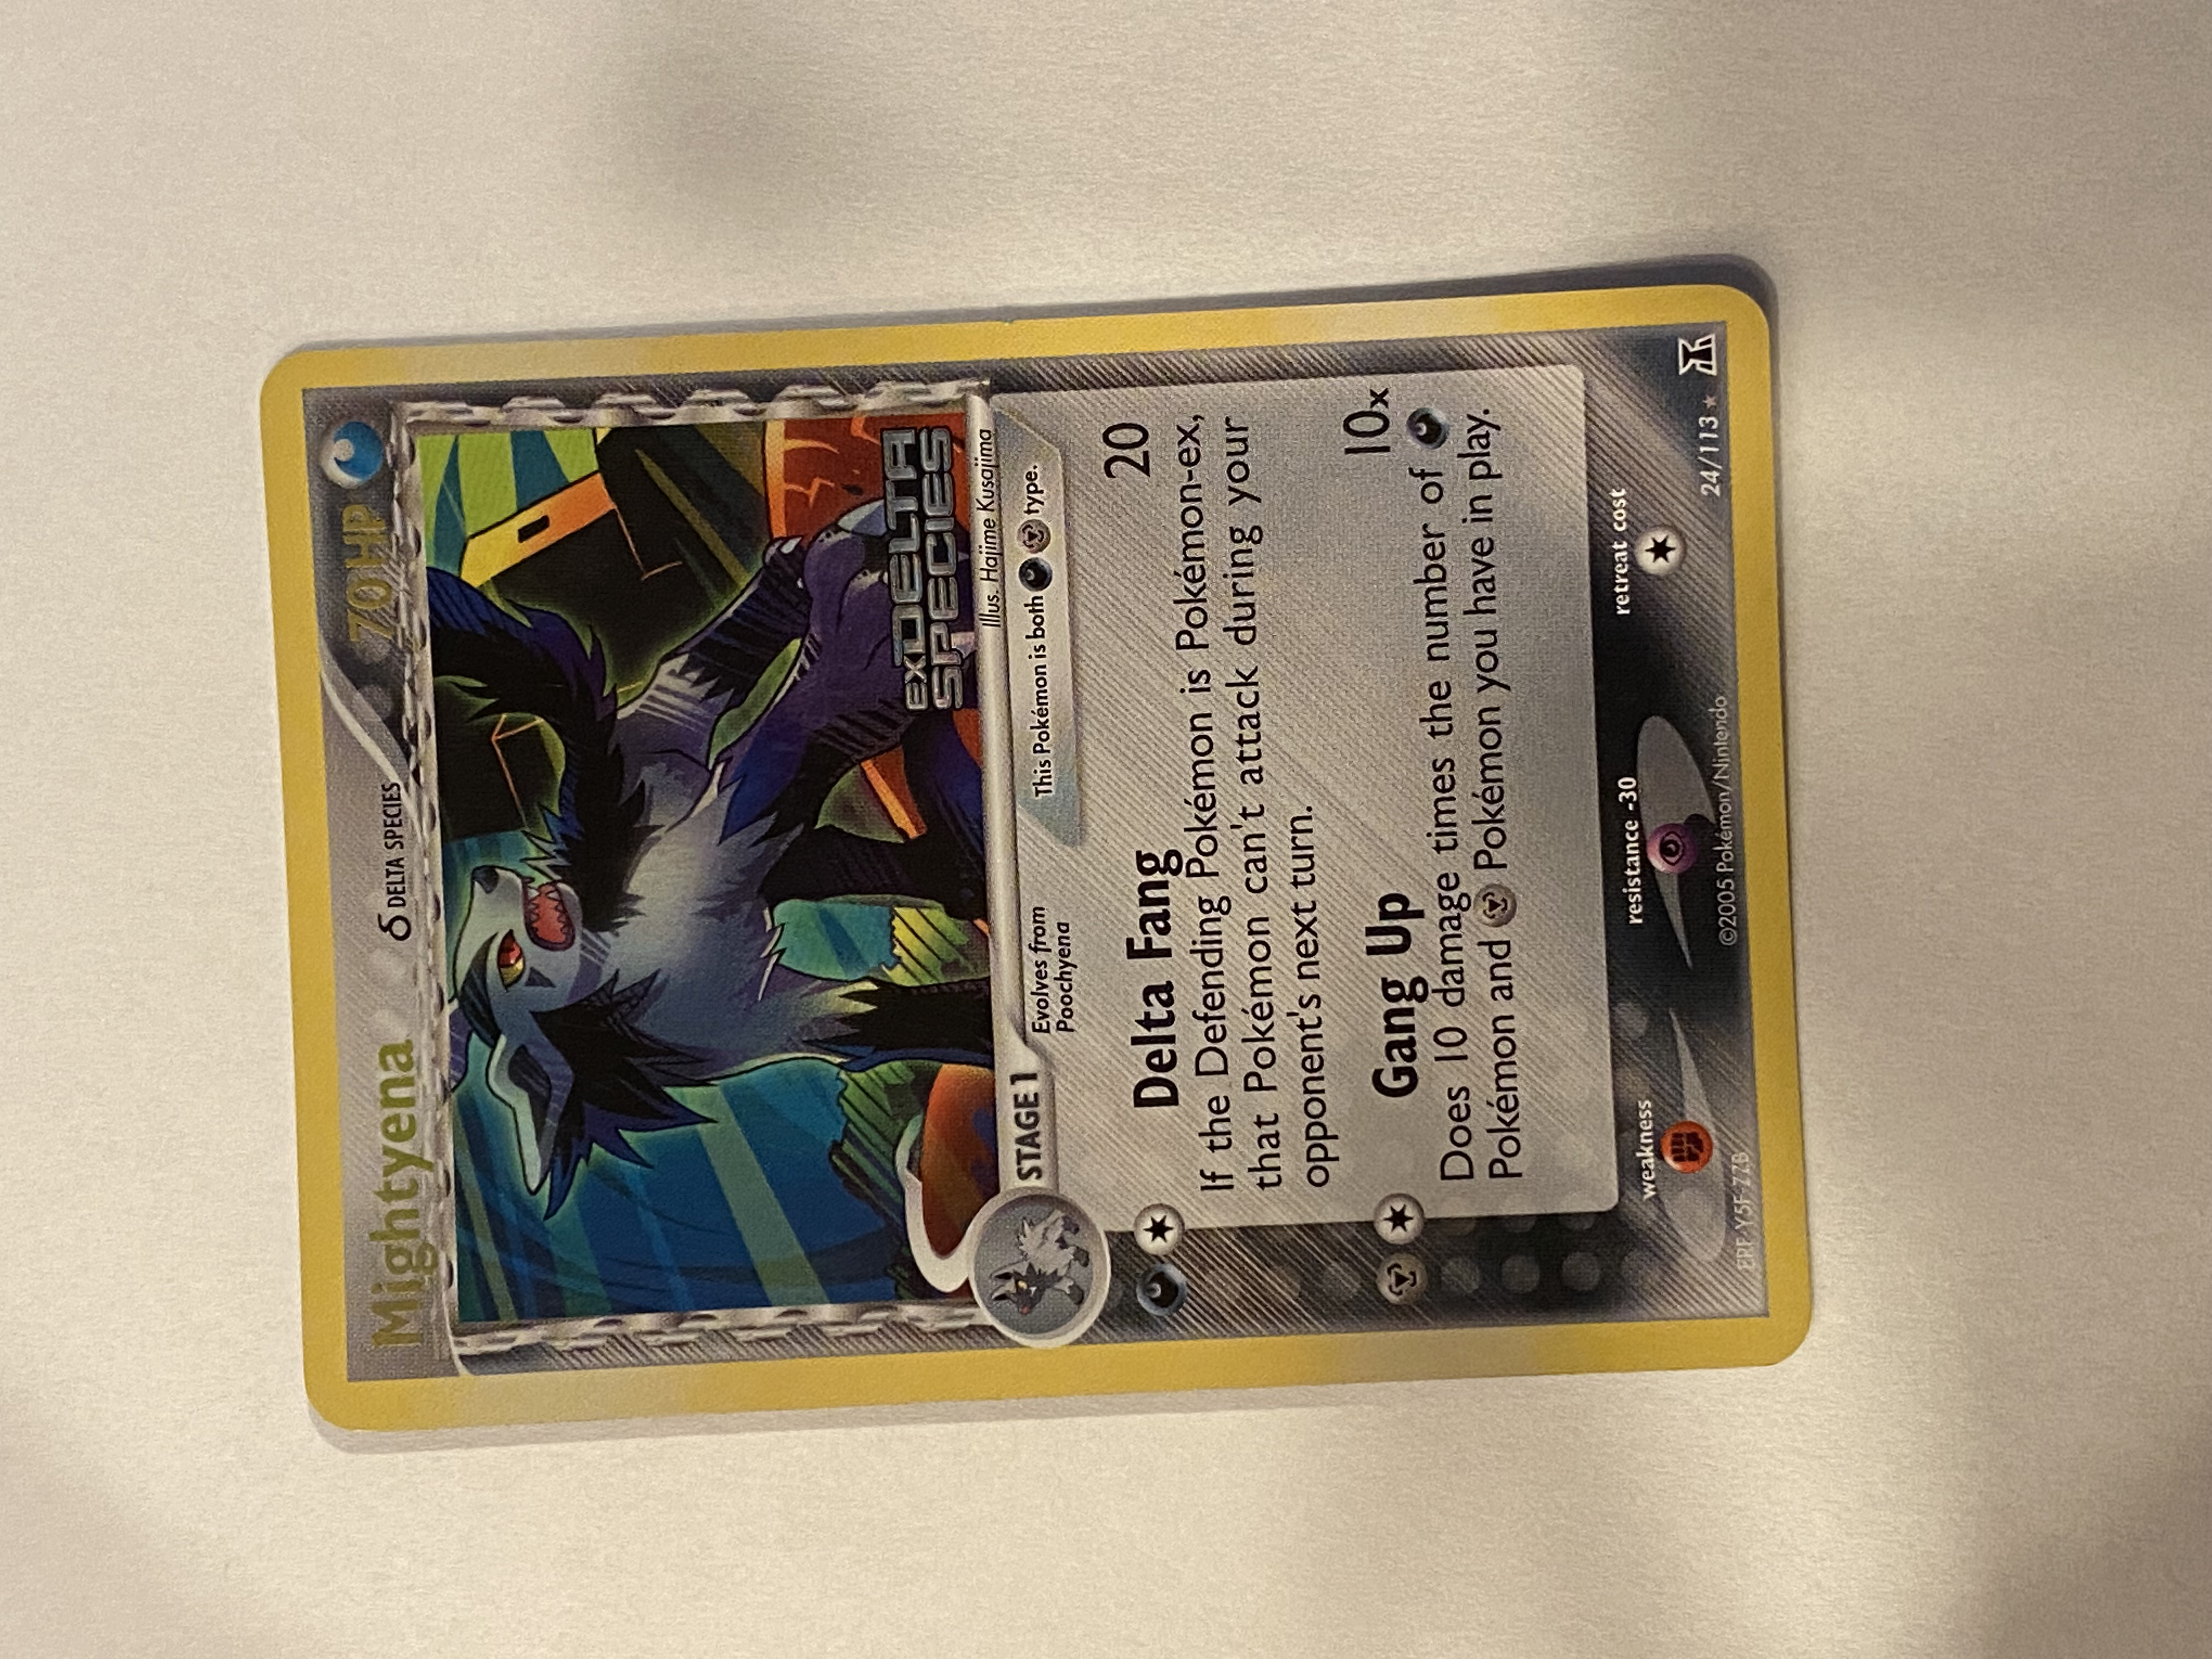 Mightyena δ DELTA SPECIES 70 HP
EX DELTA
SPECIES
Illus. Hajime Kusajima
STAGE 1
Evolves from
Poochyena
This Pokémon is both type.
Delta Fang 20
If the Defending Pokémon is Pokémon-ex,
that Pokémon can't attack during your
opponent's next turn.
Gang Up 10x
Does 10 damage times the number of
Pokémon and Pokémon you have in play.
weakness
resistance -30
retreat cost
©2005 Pokémon/Nintendo
24/113 ★